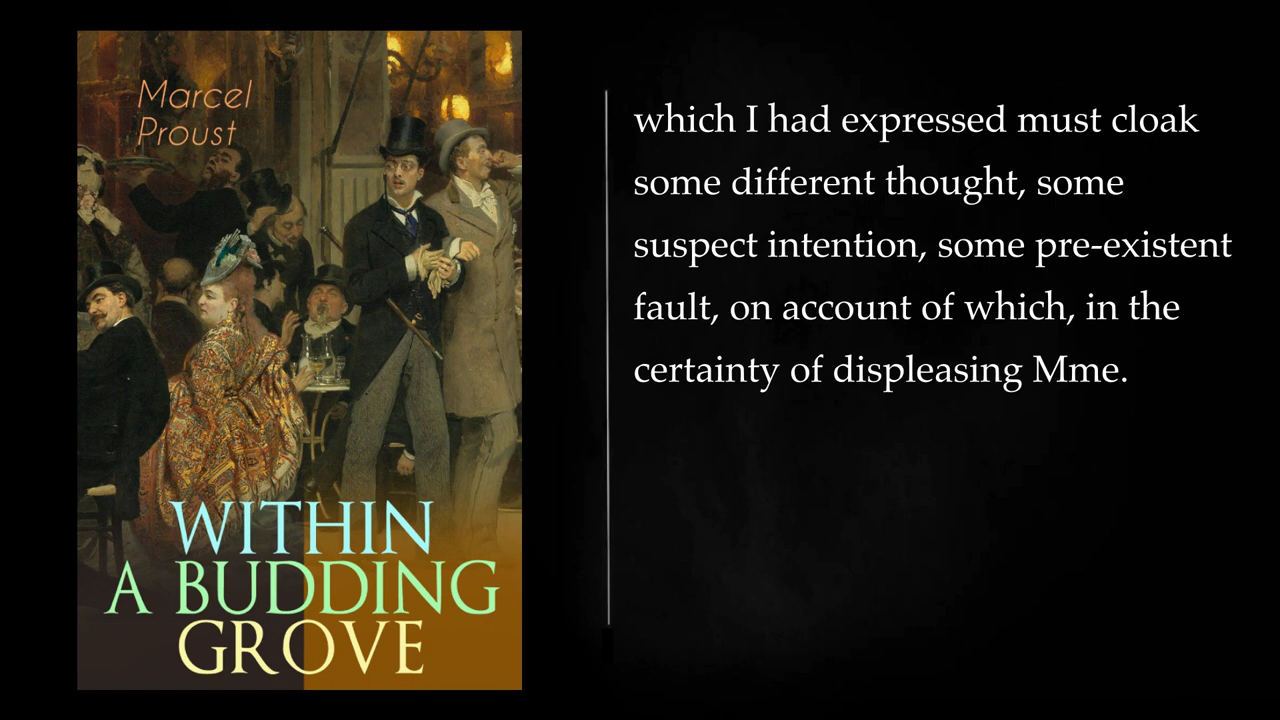 Marcel
Proust
WITHIN
A BUDDING
GROVE
which I had expressed must cloak
some different thought, some
suspect intention, some pre-existent
fault, on account of which, in the
certainty of displeasing Mme.